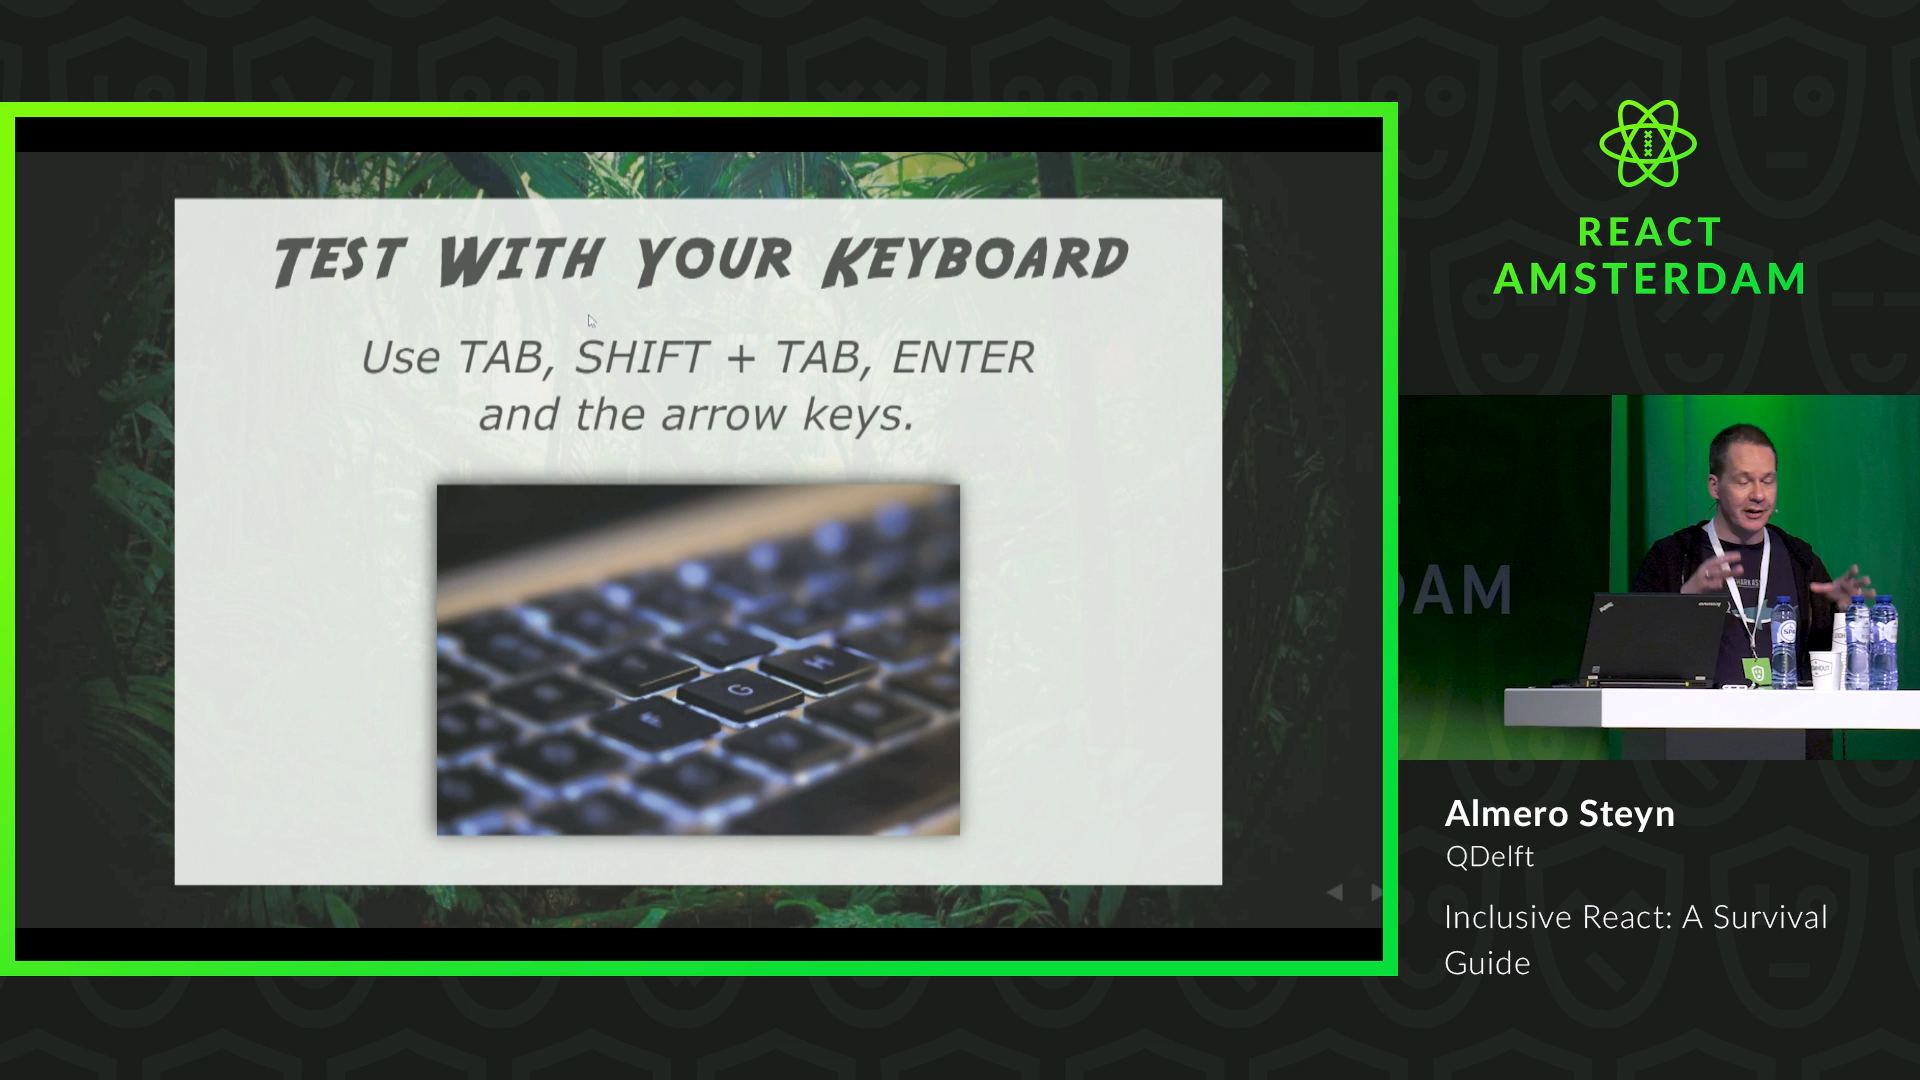 TEST WITH YOUR KEYBOARD
Use TAB, SHIFT + TAB, ENTER
and the arrow keys.
G
H
REACT
AMSTERDAM
DAM
Almero Steyn
QDelft
Inclusive React: A Survival
Guide